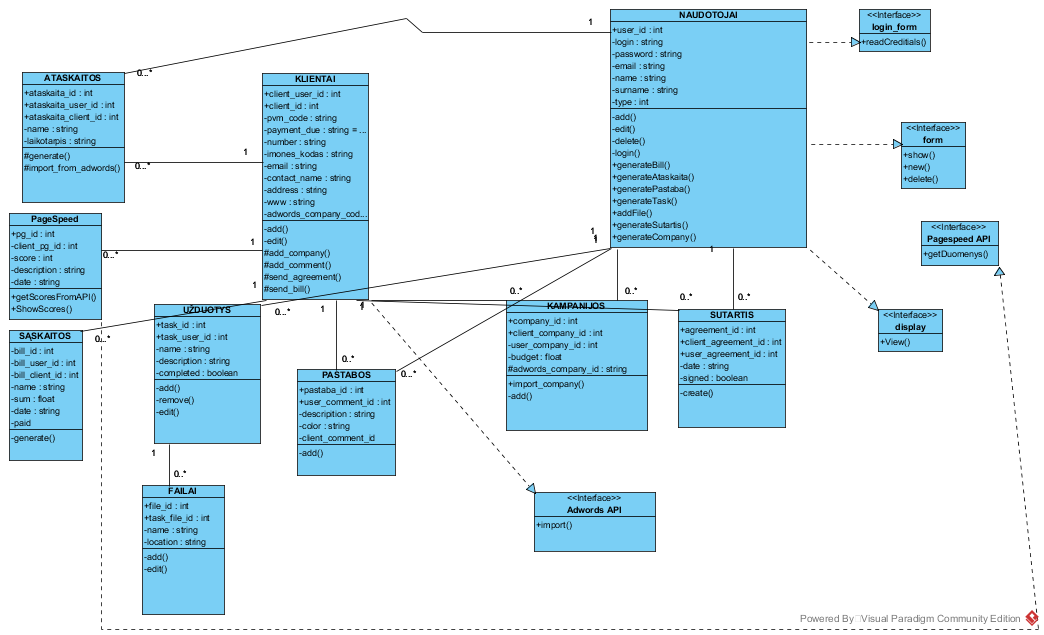 NAUDOTOJAI
+user_id : int
-login : string
-password : string
-email : string
-name : string
-surname : string
-type : int
-add()
-edit()
-delete()
-login()
+generateBill()
+generateAtaskaita()
+generatePastaba()
+generateTask()
+addFile()
+generateSutartis()
+generateCompany()
<<Interface>>
login_form
+readCreditials()
<<Interface>>
form
+show()
+new()
+delete()
<<Interface>>
Pagespeed API
+getDuomenys()
<<Interface>>
display
+View()
ATASKAITOS
+ataskaita_id : int
+ataskaita_user_id : int
+ataskaita_client_id : int
-name : string
-laikotarpis : string
#generate()
#import_from_adwords()
KLIENTAI
+client_user_id : int
+client_id : int
-pvm_code : string
-payment_due : string = ...
-number : string
-imones_kodas : string
-email : string
-contact_name : string
-address : string
-www : string
-adwords_company_cod...
-add()
-edit()
#add_company()
#add_comment()
#send_agreement()
#send_bill()
PageSpeed
+pg_id : int
-client_pg_id : int
-score : int
-description : string
-date : string
+getScoresFromAPI()
+ShowScores()
SĄSKAITOS
-bill_id : int
-bill_user_id : int
-bill_client_id : int
-name : string
-sum : float
-date : string
-paid
-generate()
UŽDUOTYS
+task_id : int
+task_user_id : int
-name : string
-description : string
-completed : boolean
-add()
-remove()
-edit()
PASTABOS
+pastaba_id : int
+user_comment_id : int
-descripition : string
-color : string
-client_comment_id
-add()
KAMPANIJOS
+company_id : int
+client_company_id : int
-user_company_id : int
-budget : float
#adwords_company_id : string
+import_company()
-add()
SUTARTIS
+agreement_id : int
+client_agreement_id : int
+user_agreement_id : int
-date : string
-signed : boolean
-create()
FAILAI
+file_id : int
+task_file_id : int
-name : string
-location : string
-add()
-edit()
<<Interface>>
Adwords API
+import()
1
0...*
1
0...*
1
0...*
1
0...*
1
0..*
1
0..*
1
1
0...*
1
1
0..*
0..*
0..*
1
0..*
Powered By Visual Paradigm Community Edition